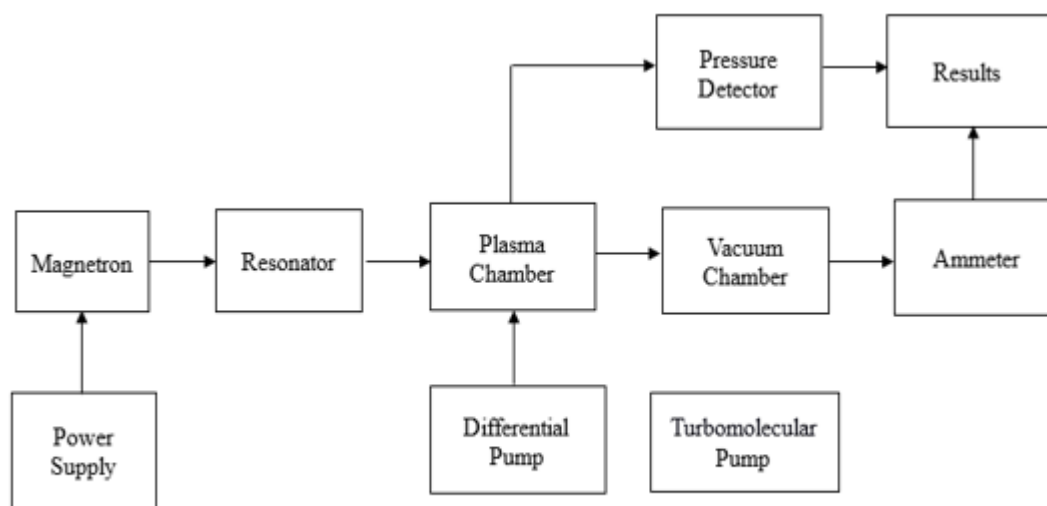 Pressure
Detector
Results
Magnetron
Resonator
Plasma
Chamber
Vacuum
Chamber
Ammeter
Power
Supply
Differential
Pump
Turbomolecular
Pump